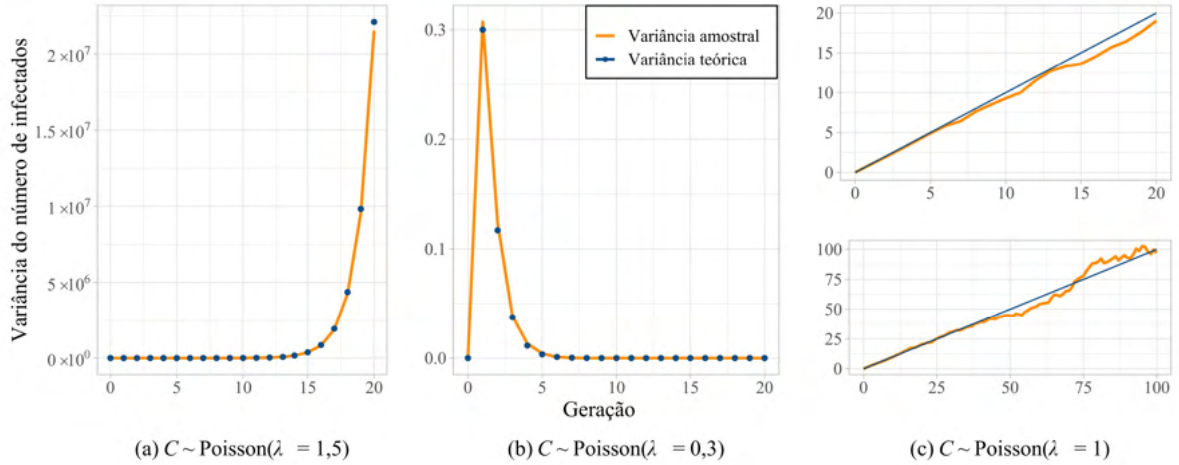 Variância do número de infectados
2 ×10⁷
1.5 ×10⁷
1 ×10⁷
5 ×10⁶
0 ×10⁰
0 5 10 15 20
0.3
0.2
0.1
0.0
0 5 10 15 20
Variância amostral
Variância teórica
20
15
10
5
0
0 5 10 15 20
100
75
50
25
0
0 25 50 75 100
Geração
(a) C ~ Poisson(λ = 1,5)
(b) C ~ Poisson(λ = 0,3)
(c) C ~ Poisson(λ = 1)